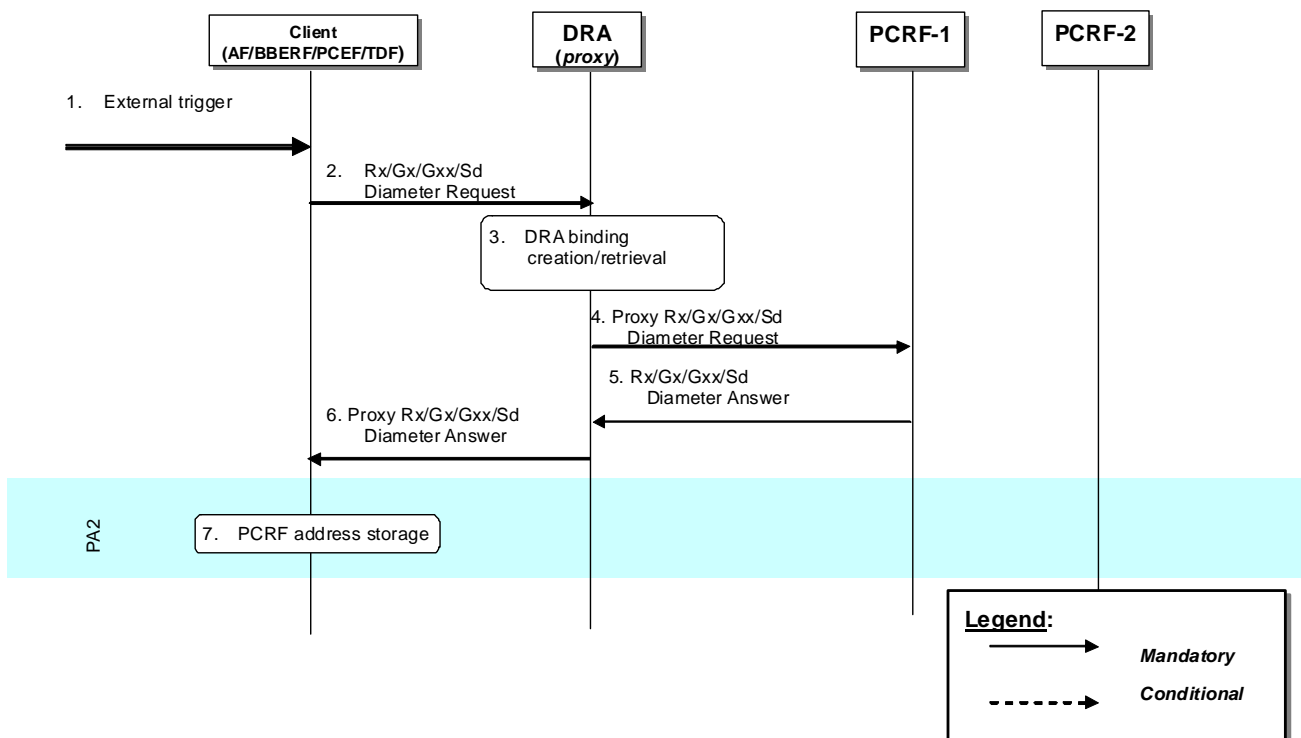 Client
(AF/BBERF/PCEF/TDF)
DRA
(proxy)
PCRF-1
PCRF-2
1. External trigger
2. Rx/Gx/Gxx/Sd
Diameter Request
3. DRA binding
creation/retrieval
4. Proxy Rx/Gx/Gxx/Sd
Diameter Request
5. Rx/Gx/Gxx/Sd
Diameter Answer
6. Proxy Rx/Gx/Gxx/Sd
Diameter Answer
PA2
7. PCRF address storage
Legend:
Mandatory
Conditional